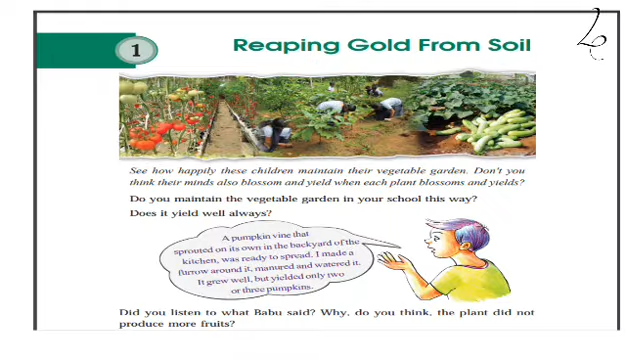 1
Reaping Gold From Soil
See how happily these children maintain their vegetable garden. Don't you
think their minds also blossom and yield when each plant blossoms and yields?
Do you maintain the vegetable garden in your school this way?
Does it yield well always?
A pumpkin vine that
sprouted on its own in the backyard of the
kitchen, was ready to spread. I made a
furrow around it, manured and watered it.
It grew well, but yielded only two
or three pumpkins.
Did you listen to what Babu said? Why, do you think, the plant did not
produce more fruits?